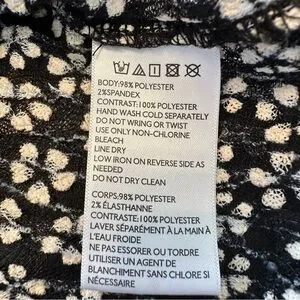 BODY:98% POLYESTER
2%SPANDEX
CONTRAST:100% POLYESTER
HAND WASH COLD SEPARATELY
DO NOT WRING OR TWIST
USE ONLY NON-CHLORINE
BLEACH
LINE DRY
LOW IRON ON REVERSE SIDE AS
NEEDED
DO NOT DRY CLEAN
CORPS:98% POLYESTER
2% ÉLASTHANNE
CONTRASTE:100% POLYESTER
LAVER SÉPARÉMENT À LA MAIN À
L'EAU FROIDE
NE PAS ESSORER OU TORDRE
UTILISER UN AGENT DE
BLANCHIMENT SANS CHLORE SI
NÉCESSAIRE